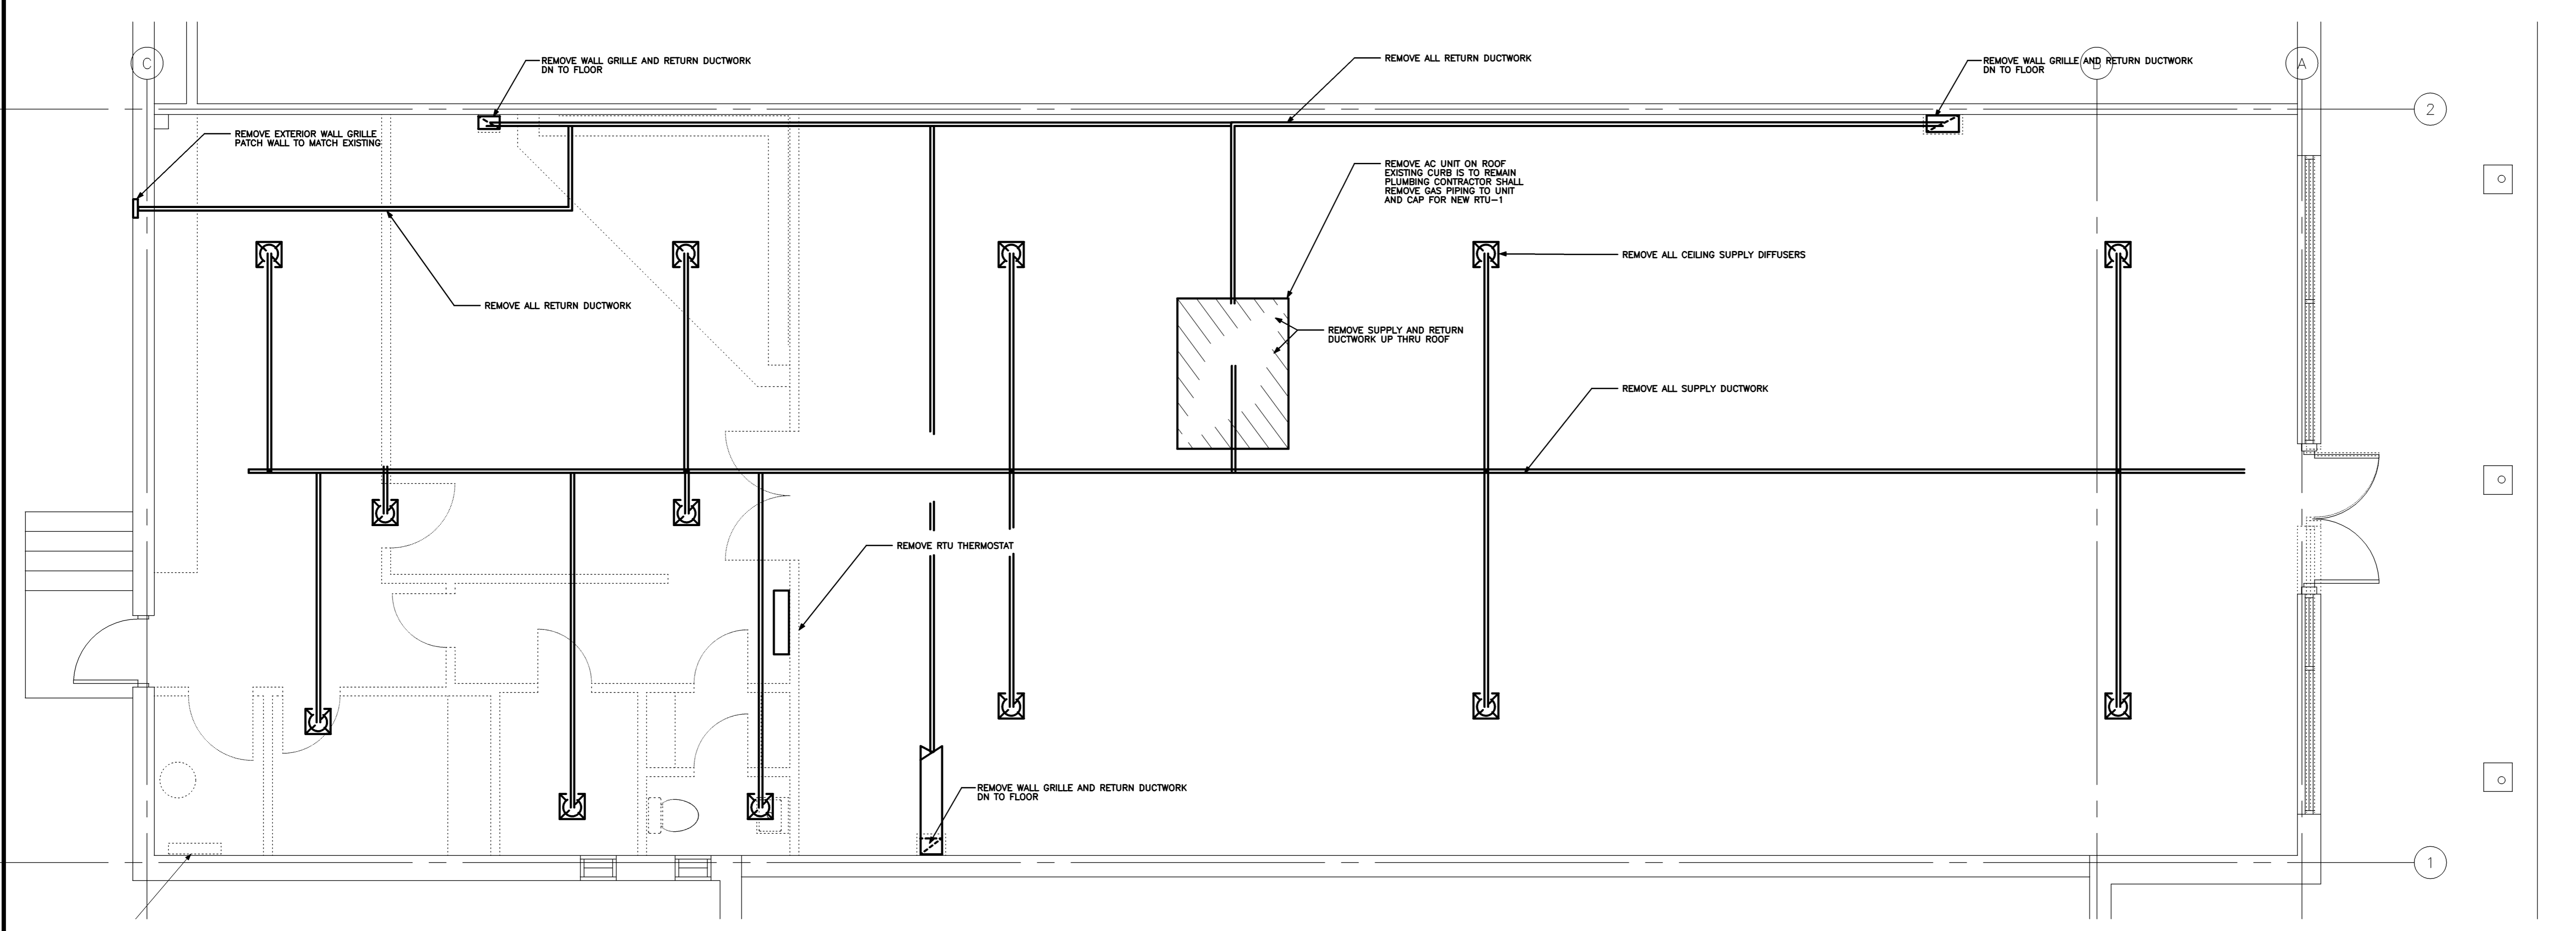 C
REMOVE WALL GRILLE AND RETURN DUCTWORK
DN TO FLOOR
REMOVE ALL RETURN DUCTWORK
B
REMOVE WALL GRILLE AND RETURN DUCTWORK
DN TO FLOOR
A
2
REMOVE EXTERIOR WALL GRILLE
PATCH WALL TO MATCH EXISTING
REMOVE AC UNIT ON ROOF
EXISTING CURB IS TO REMAIN
PLUMBING CONTRACTOR SHALL
REMOVE GAS PIPING TO UNIT
AND CAP FOR NEW RTU-1
REMOVE ALL CEILING SUPPLY DIFFUSERS
REMOVE ALL RETURN DUCTWORK
REMOVE SUPPLY AND RETURN
DUCTWORK UP THRU ROOF
REMOVE ALL SUPPLY DUCTWORK
REMOVE RTU THERMOSTAT
REMOVE WALL GRILLE AND RETURN DUCTWORK
DN TO FLOOR
1